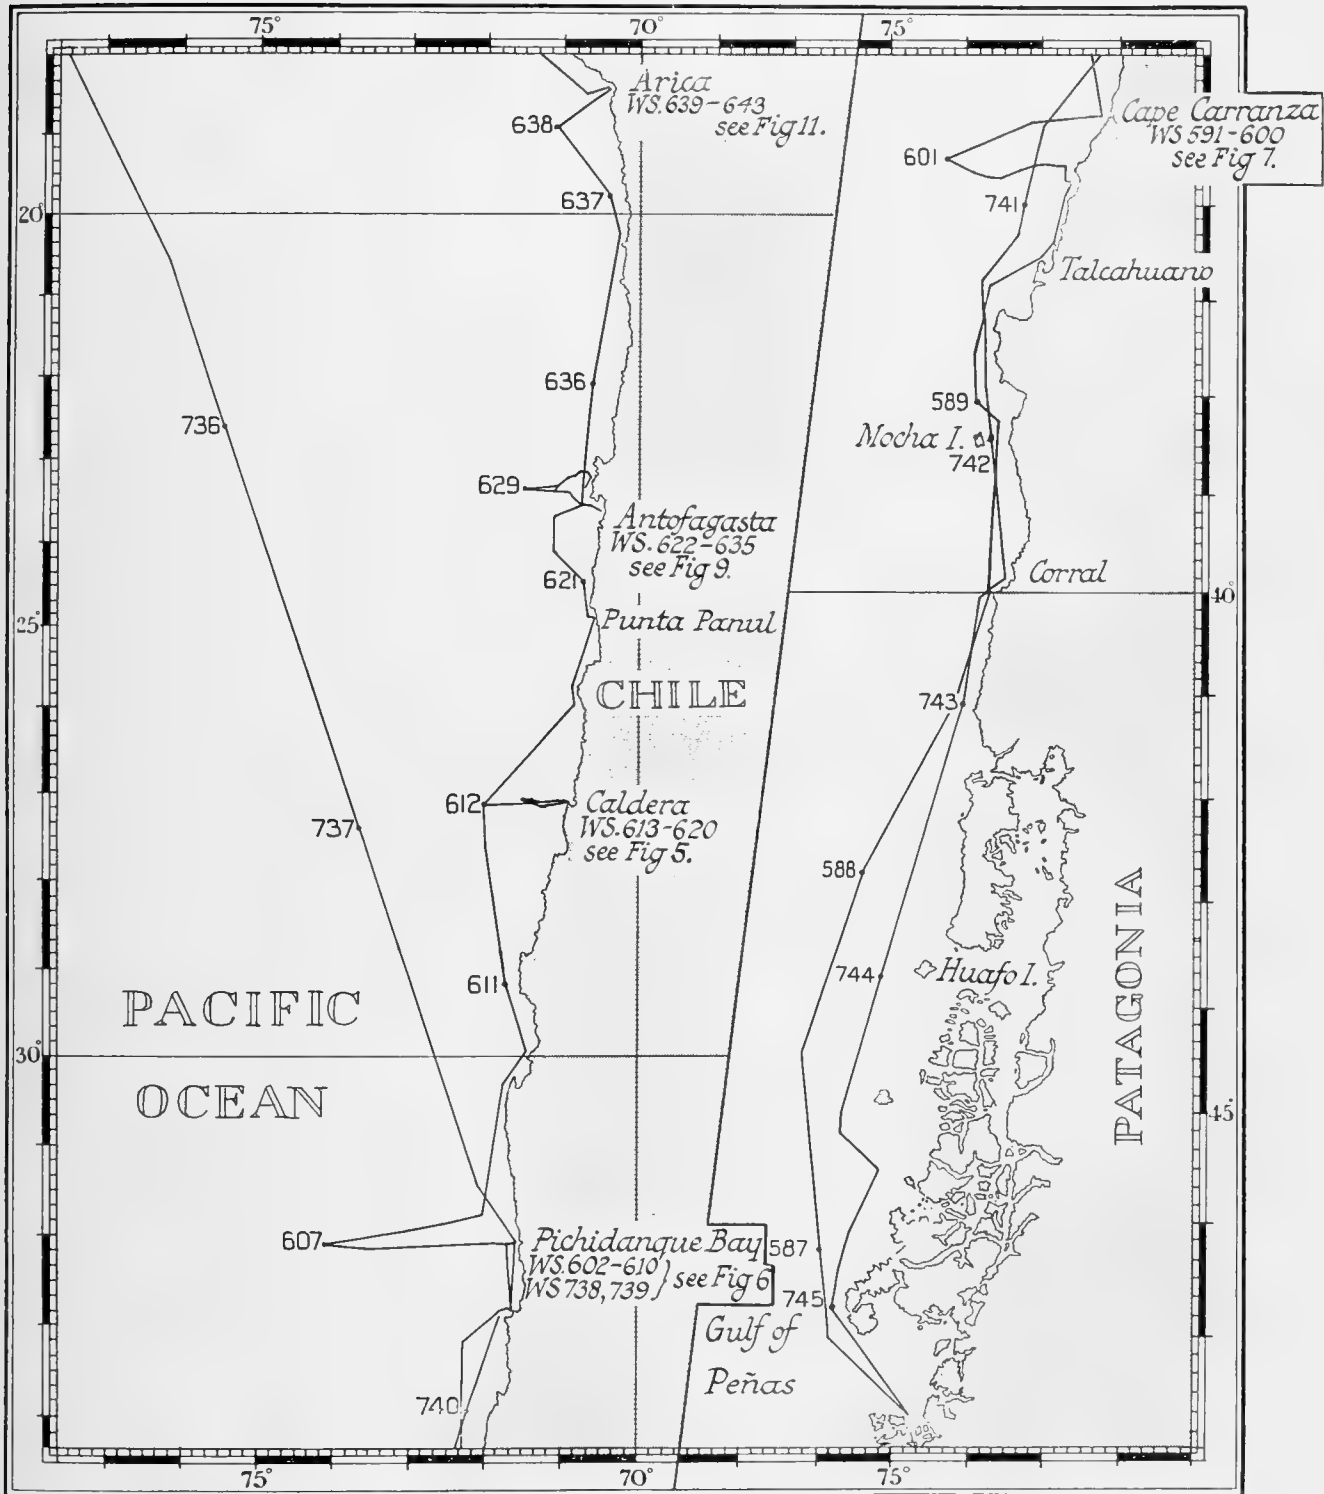 75° 70° 75°
Arica
WS.639-643
see Fig 11.
638
637
20°
636
736
629
Antofagasta
WS.622-635
see Fig 9.
621
25°
Punta Panul
CHILE
612
Caldera
WS.613-620
see Fig 5.
737
611
PACIFIC
OCEAN
30°
607
Pichidanque Bay
WS.602-610
WS 738,739 } see Fig 6
740
75° 70°
Cape Carranza
WS 591-600
see Fig 7.
601
741
Talcahuano
589
Mocha I.
742
Corral
40°
743
588
744
Huafo I.
PATAGONIA
45°
587
745
Gulf of
Peñas
75°